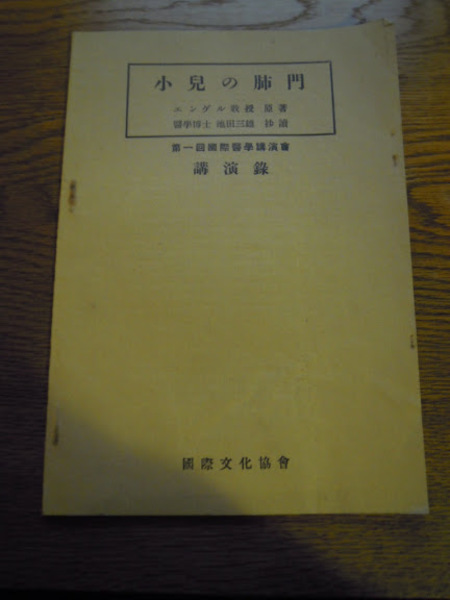 小兒の肺門
エンゲル教授 原著
醫學博士 池田三雄 抄讀
第一回國際醫學講演會
講演錄
國際文化協會